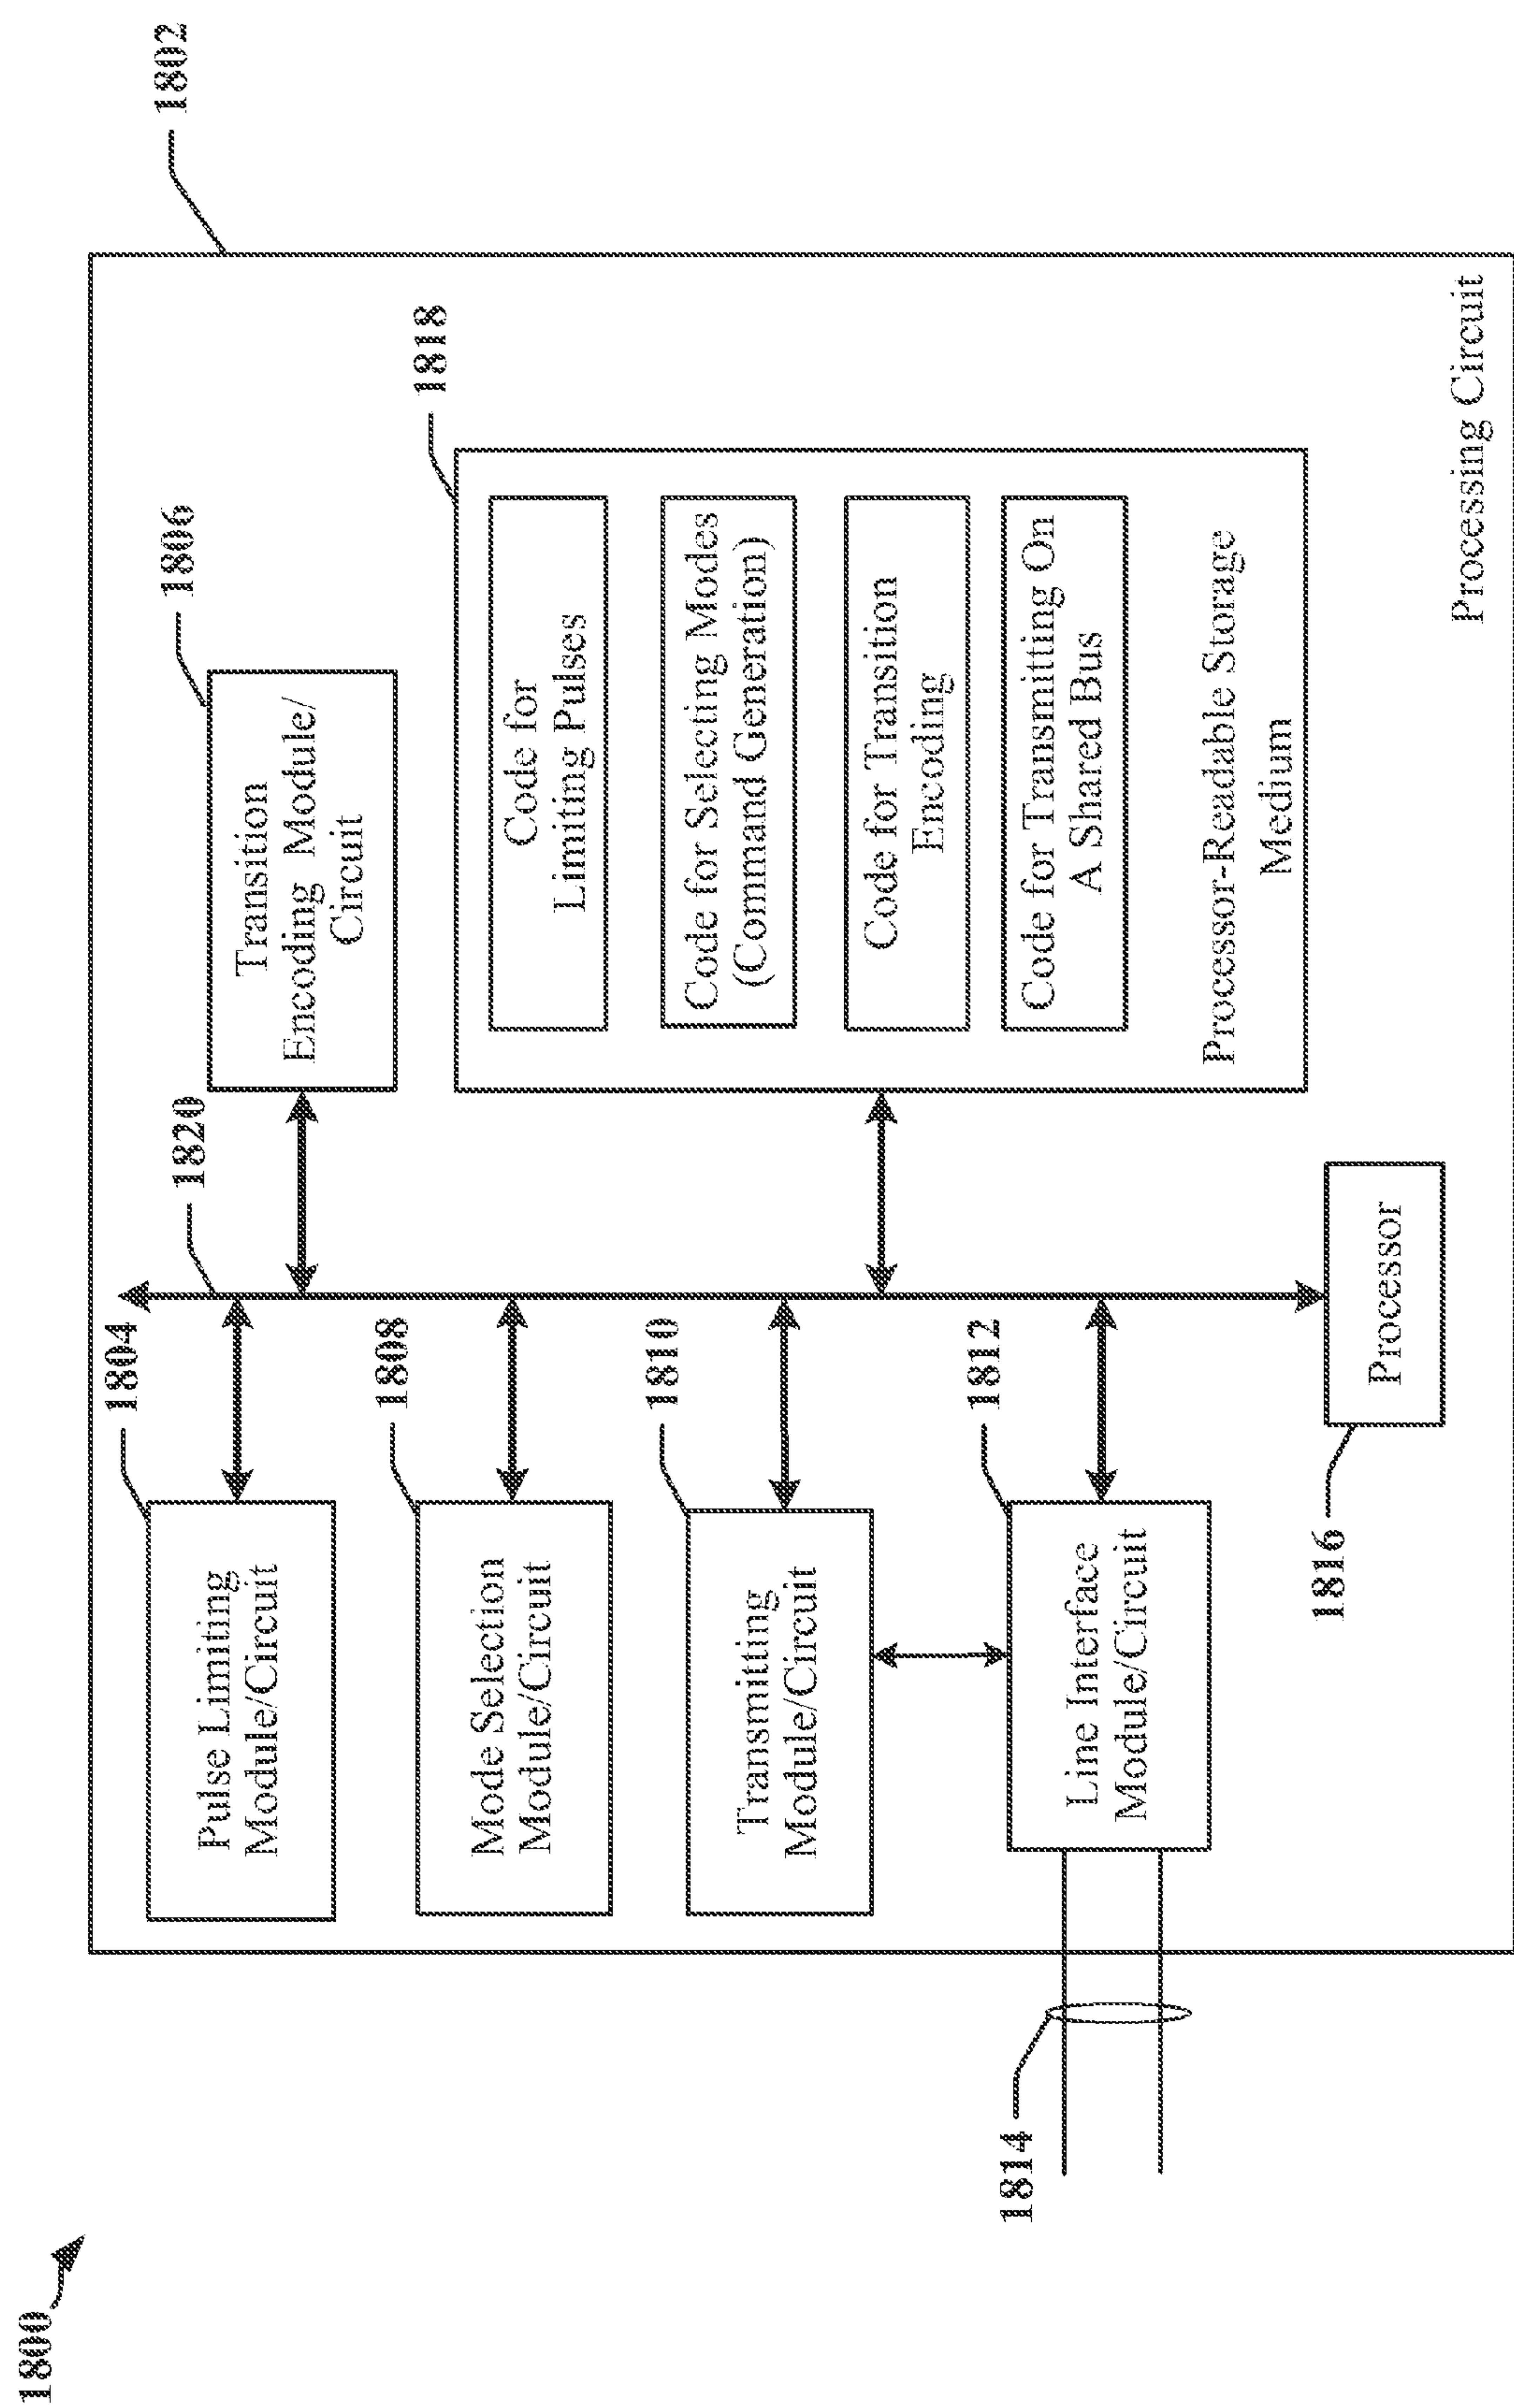 1800
1802
1804
Pulse Limiting
Module/Circuit
1820
1806
Transition
Encoding Module/
Circuit
1808
Mode Selection
Module/Circuit
1818
Code for
Limiting Pulses
Code for Selecting Modes
(Command Generation)
Code for Transition
Encoding
Code for Transmitting On
A Shared Bus
Processor-Readable Storage
Medium
1810
Transmitting
Module/Circuit
1812
Line Interface
Module/Circuit
1814
1816
Processor
Processing Circuit